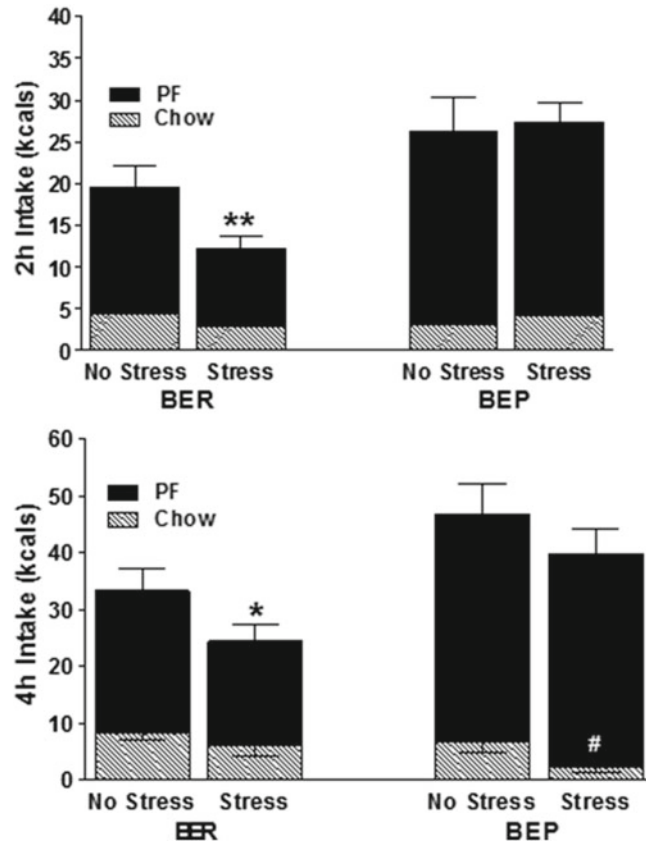 40
35
30
25
20
15
10
5
0
2h Intake (kcals)
PF
Chow
**
No Stress Stress No Stress Stress
BER BEP
60
50
40
30
20
10
0
4h Intake (kcals)
PF
Chow
*
#
No Stress Stress No Stress Stress
BER BEP